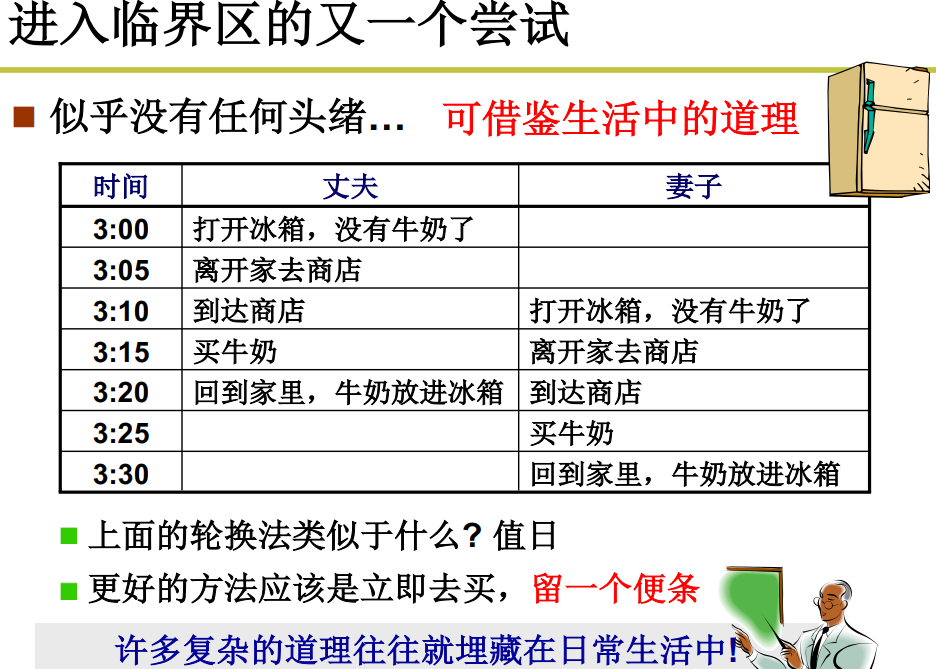 进入临界区的又一个尝试
似乎没有任何头绪… 可借鉴生活中的道理
时间 丈夫 妻子
3:00 打开冰箱，没有牛奶了
3:05 离开家去商店
3:10 到达商店 打开冰箱，没有牛奶了
3:15 买牛奶 离开家去商店
3:20 回到家里，牛奶放进冰箱 到达商店
3:25 买牛奶
3:30 回到家里，牛奶放进冰箱
上面的轮换法类似于什么? 值日
更好的方法应该是立即去买，留一个便条
许多复杂的道理往往就埋藏在日常生活中!